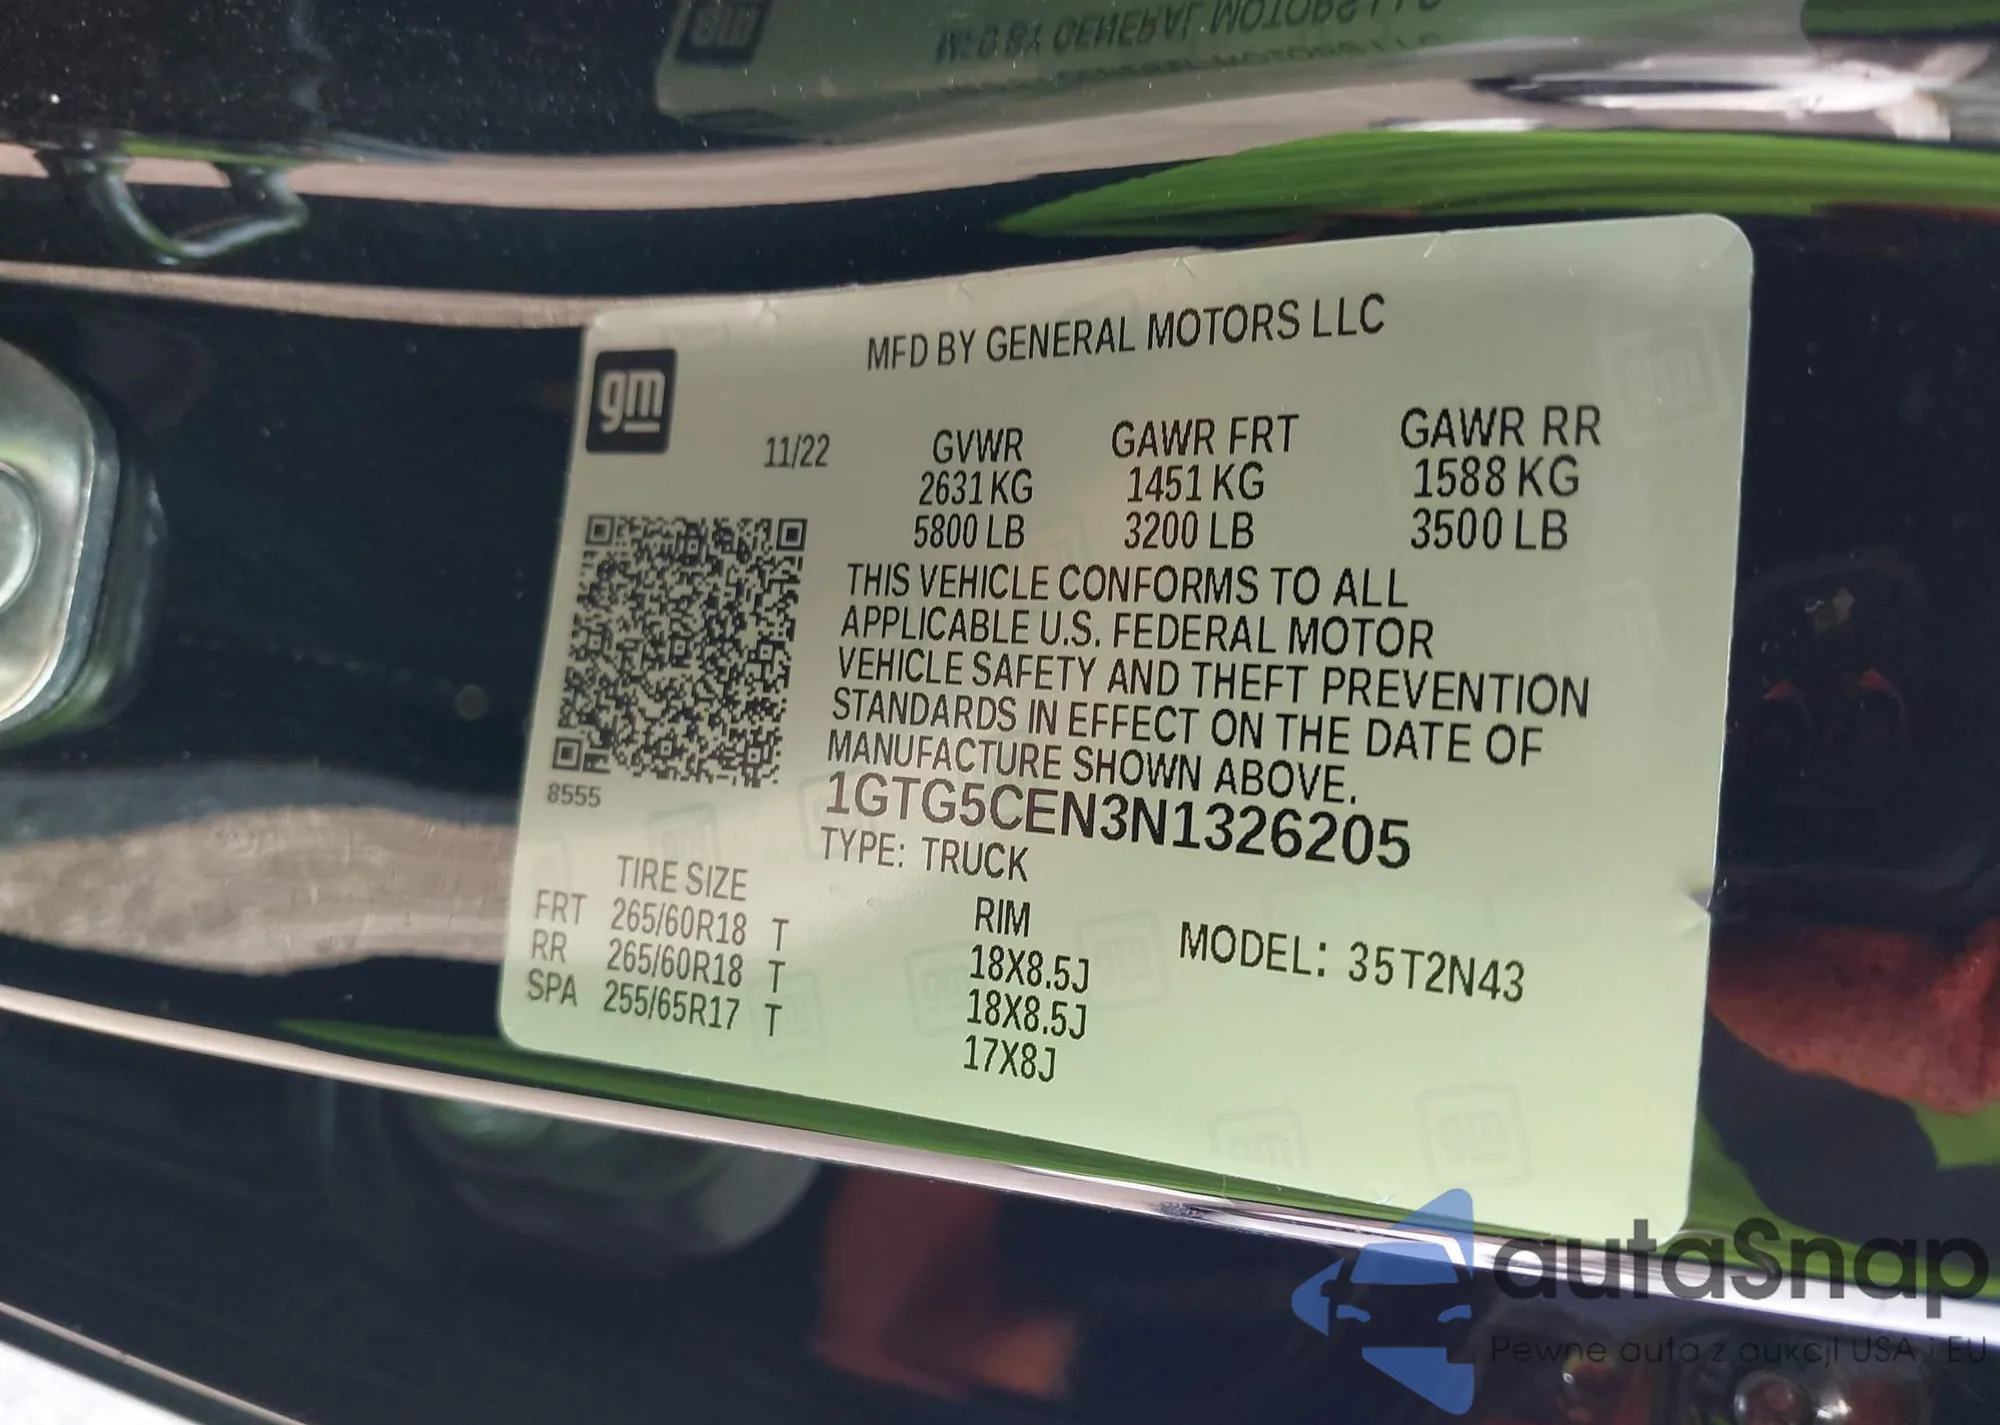 MFD BY GENERAL MOTORS LLC
gm
11/22
GVWR GAWR FRT GAWR RR
2631 KG 1451 KG 1588 KG
5800 LB 3200 LB 3500 LB
THIS VEHICLE CONFORMS TO ALL
APPLICABLE U.S. FEDERAL MOTOR
VEHICLE SAFETY AND THEFT PREVENTION
STANDARDS IN EFFECT ON THE DATE OF
MANUFACTURE SHOWN ABOVE.
8555
1GTG5CEN3N1326205
TYPE: TRUCK
TIRE SIZE RIM
FRT 265/60R18 T 18X8.5J
RR 265/60R18 T 18X8.5J
SPA 255/65R17 T 17X8J
MODEL: 35T2N43
autaSnap
Pewne auta z aukcji USA i EU